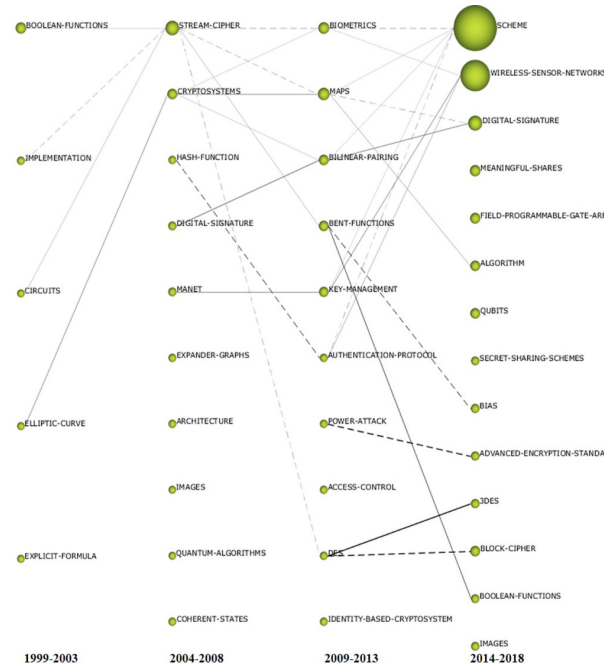 BOOLEAN-FUNCTIONS
IMPLEMENTATION
CIRCUITS
ELLIPTIC-CURVE
EXPLICIT-FORMULA
1999-2003
STREAM-CIPHER
CRYPTOSYSTEMS
HASH-FUNCTION
DIGITAL-SIGNATURE
MANET
EXPANDER-GRAPHS
ARCHITECTURE
IMAGES
QUANTUM-ALGORITHMS
COHERENT-STATES
2004-2008
BIOMETRICS
MAPS
BILINEAR-PAIRING
BENT-FUNCTIONS
KEY-MANAGEMENT
AUTHENTICATION-PROTOCOL
POWER-ATTACK
ACCESS-CONTROL
DES
IDENTITY-BASED-CRYPTOSYSTEM
2009-2013
SCHEME
WIRELESS-SENSOR-NETWORKS
DIGITAL-SIGNATURE
MEANINGFUL-SHARES
FIELD-PROGRAMMABLE-GATE-ARR
ALGORITHM
QUBITS
SECRET-SHARING-SCHEMES
BIAS
ADVANCED-ENCRYPTION-STANDA
3DES
BLOCK-CIPHER
BOOLEAN-FUNCTIONS
IMAGES
2014-2018